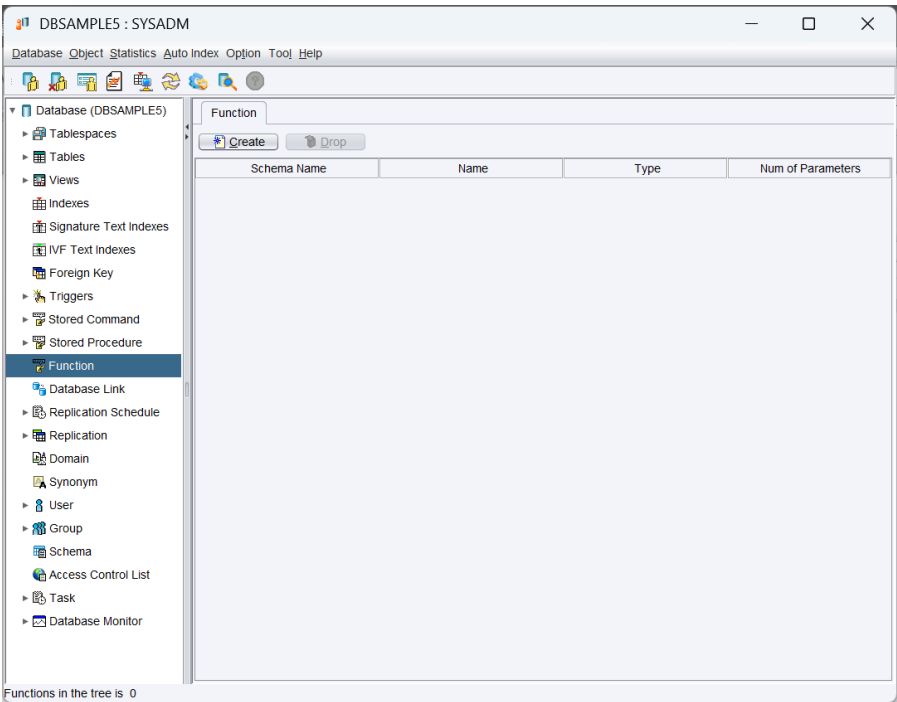 DBSAMPLE5 : SYSADM
Database Object Statistics Auto Index Option Tool Help
Database (DBSAMPLE5)
Tablespaces
Tables
Views
Indexes
Signature Text Indexes
IVF Text Indexes
Foreign Key
Triggers
Stored Command
Stored Procedure
Function
Database Link
Replication Schedule
Replication
Domain
Synonym
User
Group
Schema
Access Control List
Task
Database Monitor
Function
Create Drop
Schema Name Name Type Num of Parameters
Functions in the tree is 0